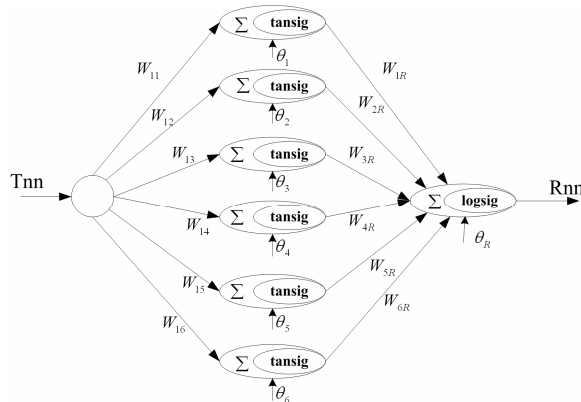 Σ tansig
θ1
W11
W1R
Σ tansig
θ2
W12
W2R
Σ tansig
θ3
W13
W3R
Tnn
Σ logsig
Rnn
θR
Σ tansig
θ4
W14
W4R
Σ tansig
θ5
W15
W5R
Σ tansig
θ6
W16
W6R